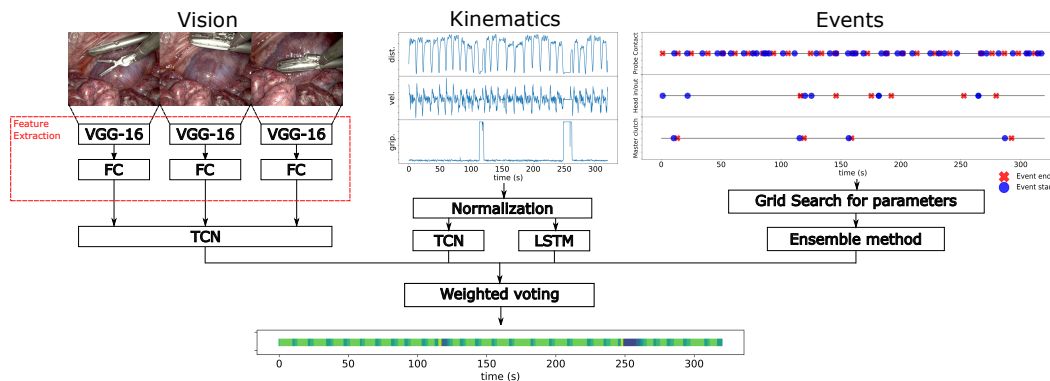 Vision
Kinematics
Events
Feature
Extraction
VGG-16
VGG-16
VGG-16
FC
FC
FC
TCN
dist.
vel.
grip.
0 50 100 150 200 250 300
time (s)
Normalization
TCN
LSTM
Probe Contact
Head in/out
Master clutch
0 50 100 150 200 250 300
time (s)
Event end
Event start
Grid Search for parameters
Ensemble method
Weighted voting
0 50 100 150 200 250 300
time (s)